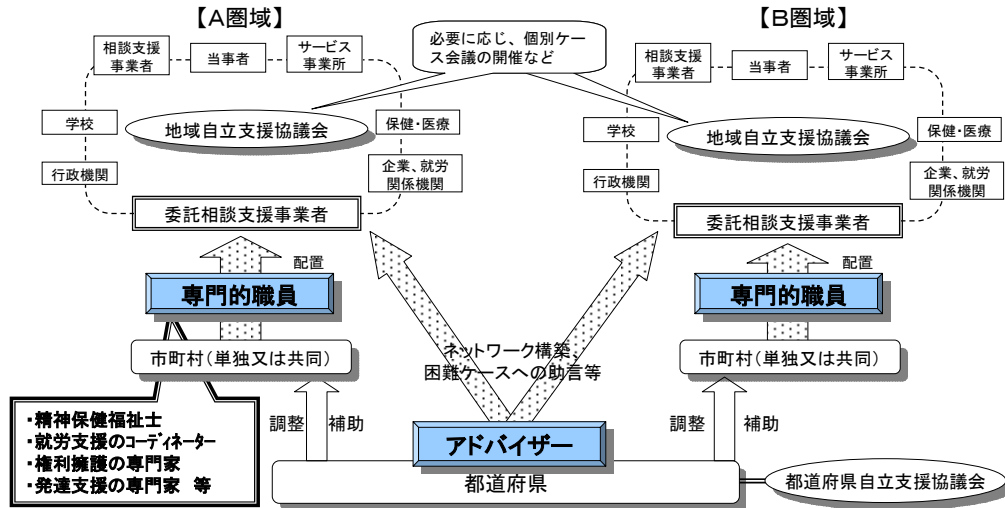 【A圏域】
【B圏域】
相談支援
事業者
当事者
サービス
事業所
必要に応じ、個別ケー
ス会議の開催など
相談支援
事業者
当事者
サービス
事業所
学校
地域自立支援協議会
保健・医療
学校
地域自立支援協議会
保健・医療
行政機関
企業、就労
関係機関
行政機関
企業、就労
関係機関
委託相談支援事業者
委託相談支援事業者
配置
配置
専門的職員
専門的職員
市町村(単独又は共同)
ネットワーク構築、
困難ケースへの助言等
市町村(単独又は共同)
・精神保健福祉士
・就労支援のコーディネーター
・権利擁護の専門家
・発達支援の専門家 等
調整
補助
アドバイザー
調整
補助
都道府県
都道府県自立支援協議会